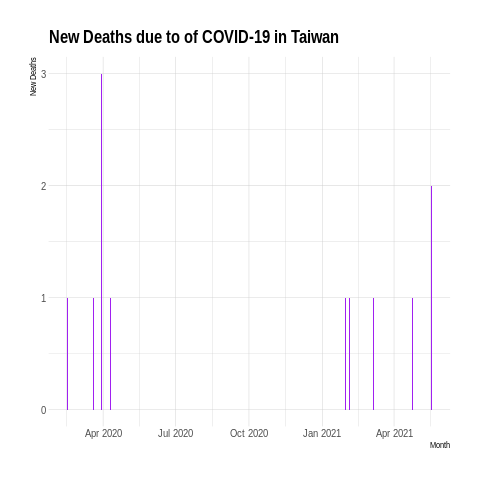 New Deaths due to of COVID-19 in Taiwan
New Deaths
3
2
1
0
Apr 2020 Jul 2020 Oct 2020 Jan 2021 Apr 2021
Month